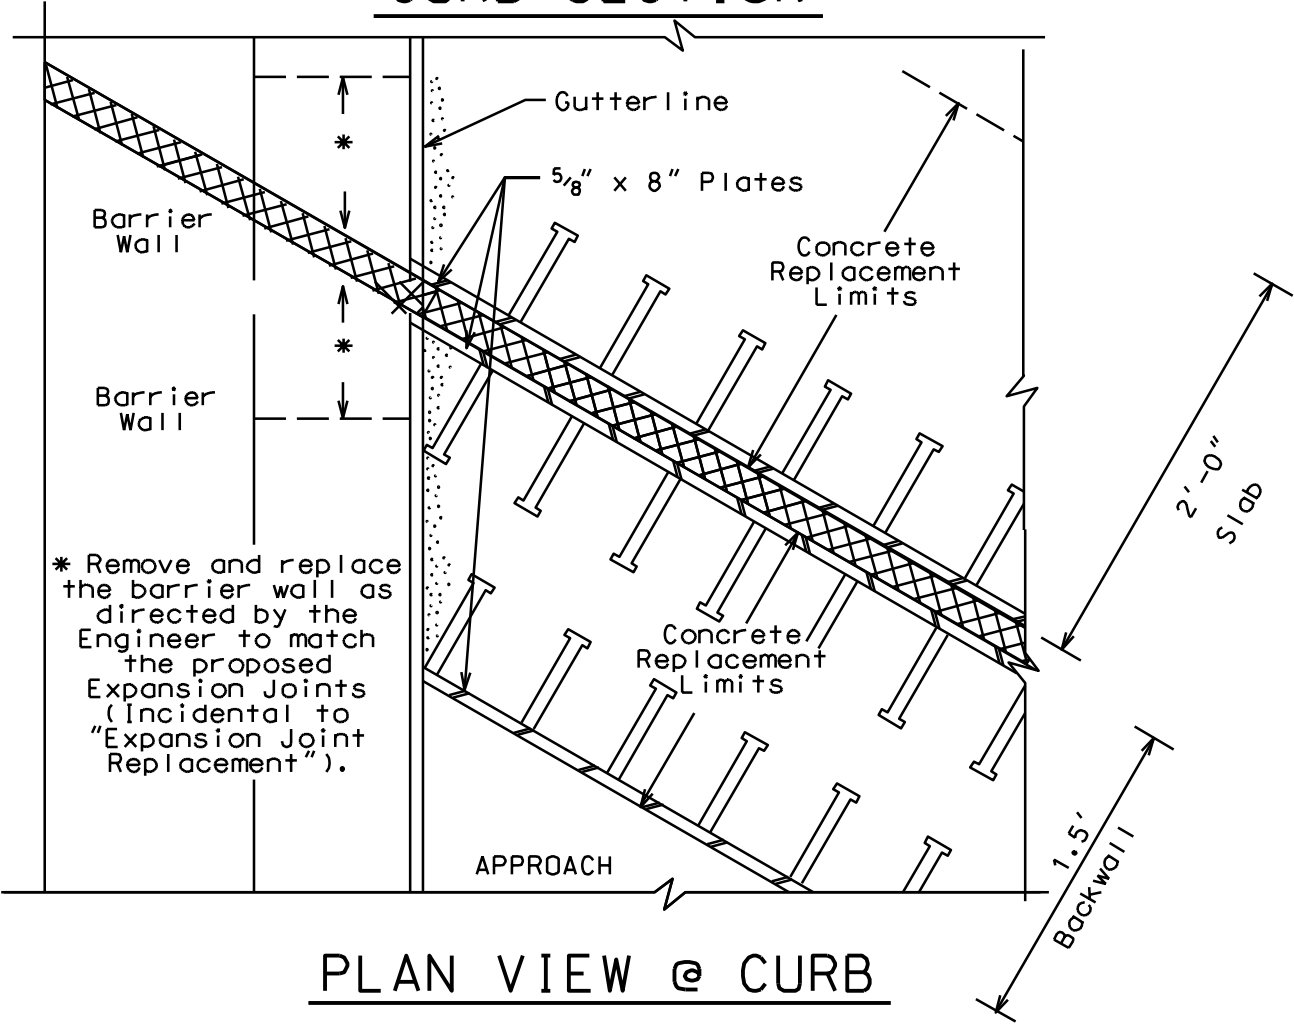 Gutterline
5/8" x 8" Plates
Barrier
Wall
Concrete
Replacement
Limits
Barrier
Wall
2'-0"
Slab
* Remove and replace
the barrier wall as
directed by the
Engineer to match
the proposed
Expansion Joints
(Incidental to
"Expansion Joint
Replacement").
Concrete
Replacement
Limits
1.5'
Backwall
APPROACH
PLAN VIEW @ CURB